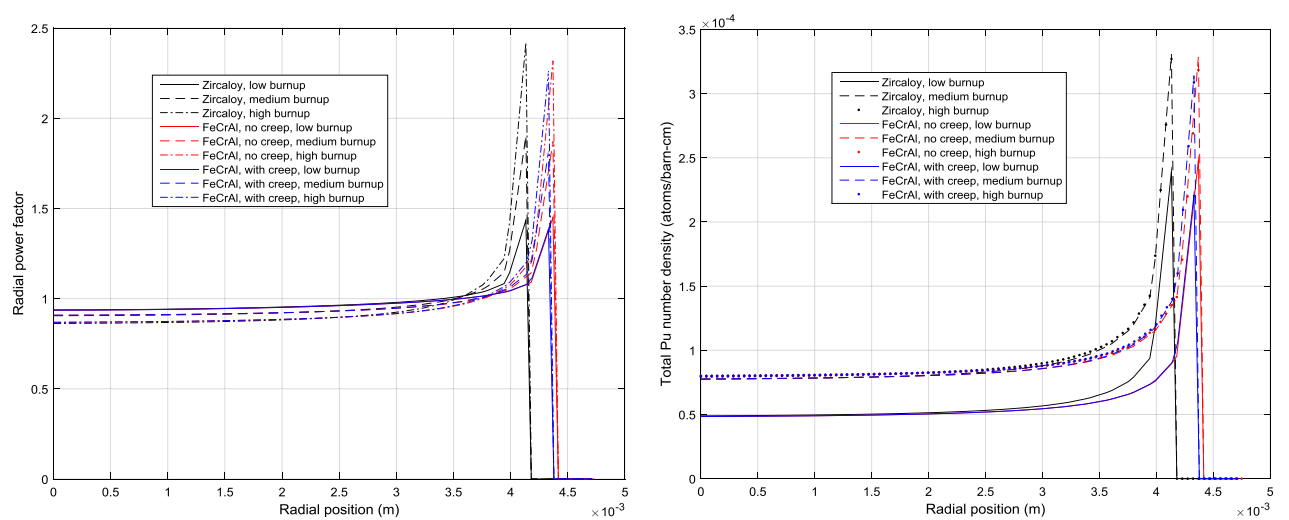 2.5
2
1.5
1
0.5
0
Radial power factor
Zircaloy, low burnup
Zircaloy, medium burnup
Zircaloy, high burnup
FeCrAl, no creep, low burnup
FeCrAl, no creep, medium burnup
FeCrAl, no creep, high burnup
FeCrAl, with creep, low burnup
FeCrAl, with creep, medium burnup
FeCrAl, with creep, high burnup
0 0.5 1 1.5 2 2.5 3 3.5 4 4.5 5
Radial position (m)
×10⁻³
×10⁻⁴
3.5
3
2.5
2
1.5
1
0.5
0
Total Pu number density (atoms/barn-cm)
Zircaloy, low burnup
Zircaloy, medium burnup
Zircaloy, high burnup
FeCrAl, no creep, low burnup
FeCrAl, no creep, medium burnup
FeCrAl, no creep, high burnup
FeCrAl, with creep, low burnup
FeCrAl, with creep, medium burnup
FeCrAl, with creep, high burnup
0 0.5 1 1.5 2 2.5 3 3.5 4 4.5 5
Radial position (m)
×10⁻³